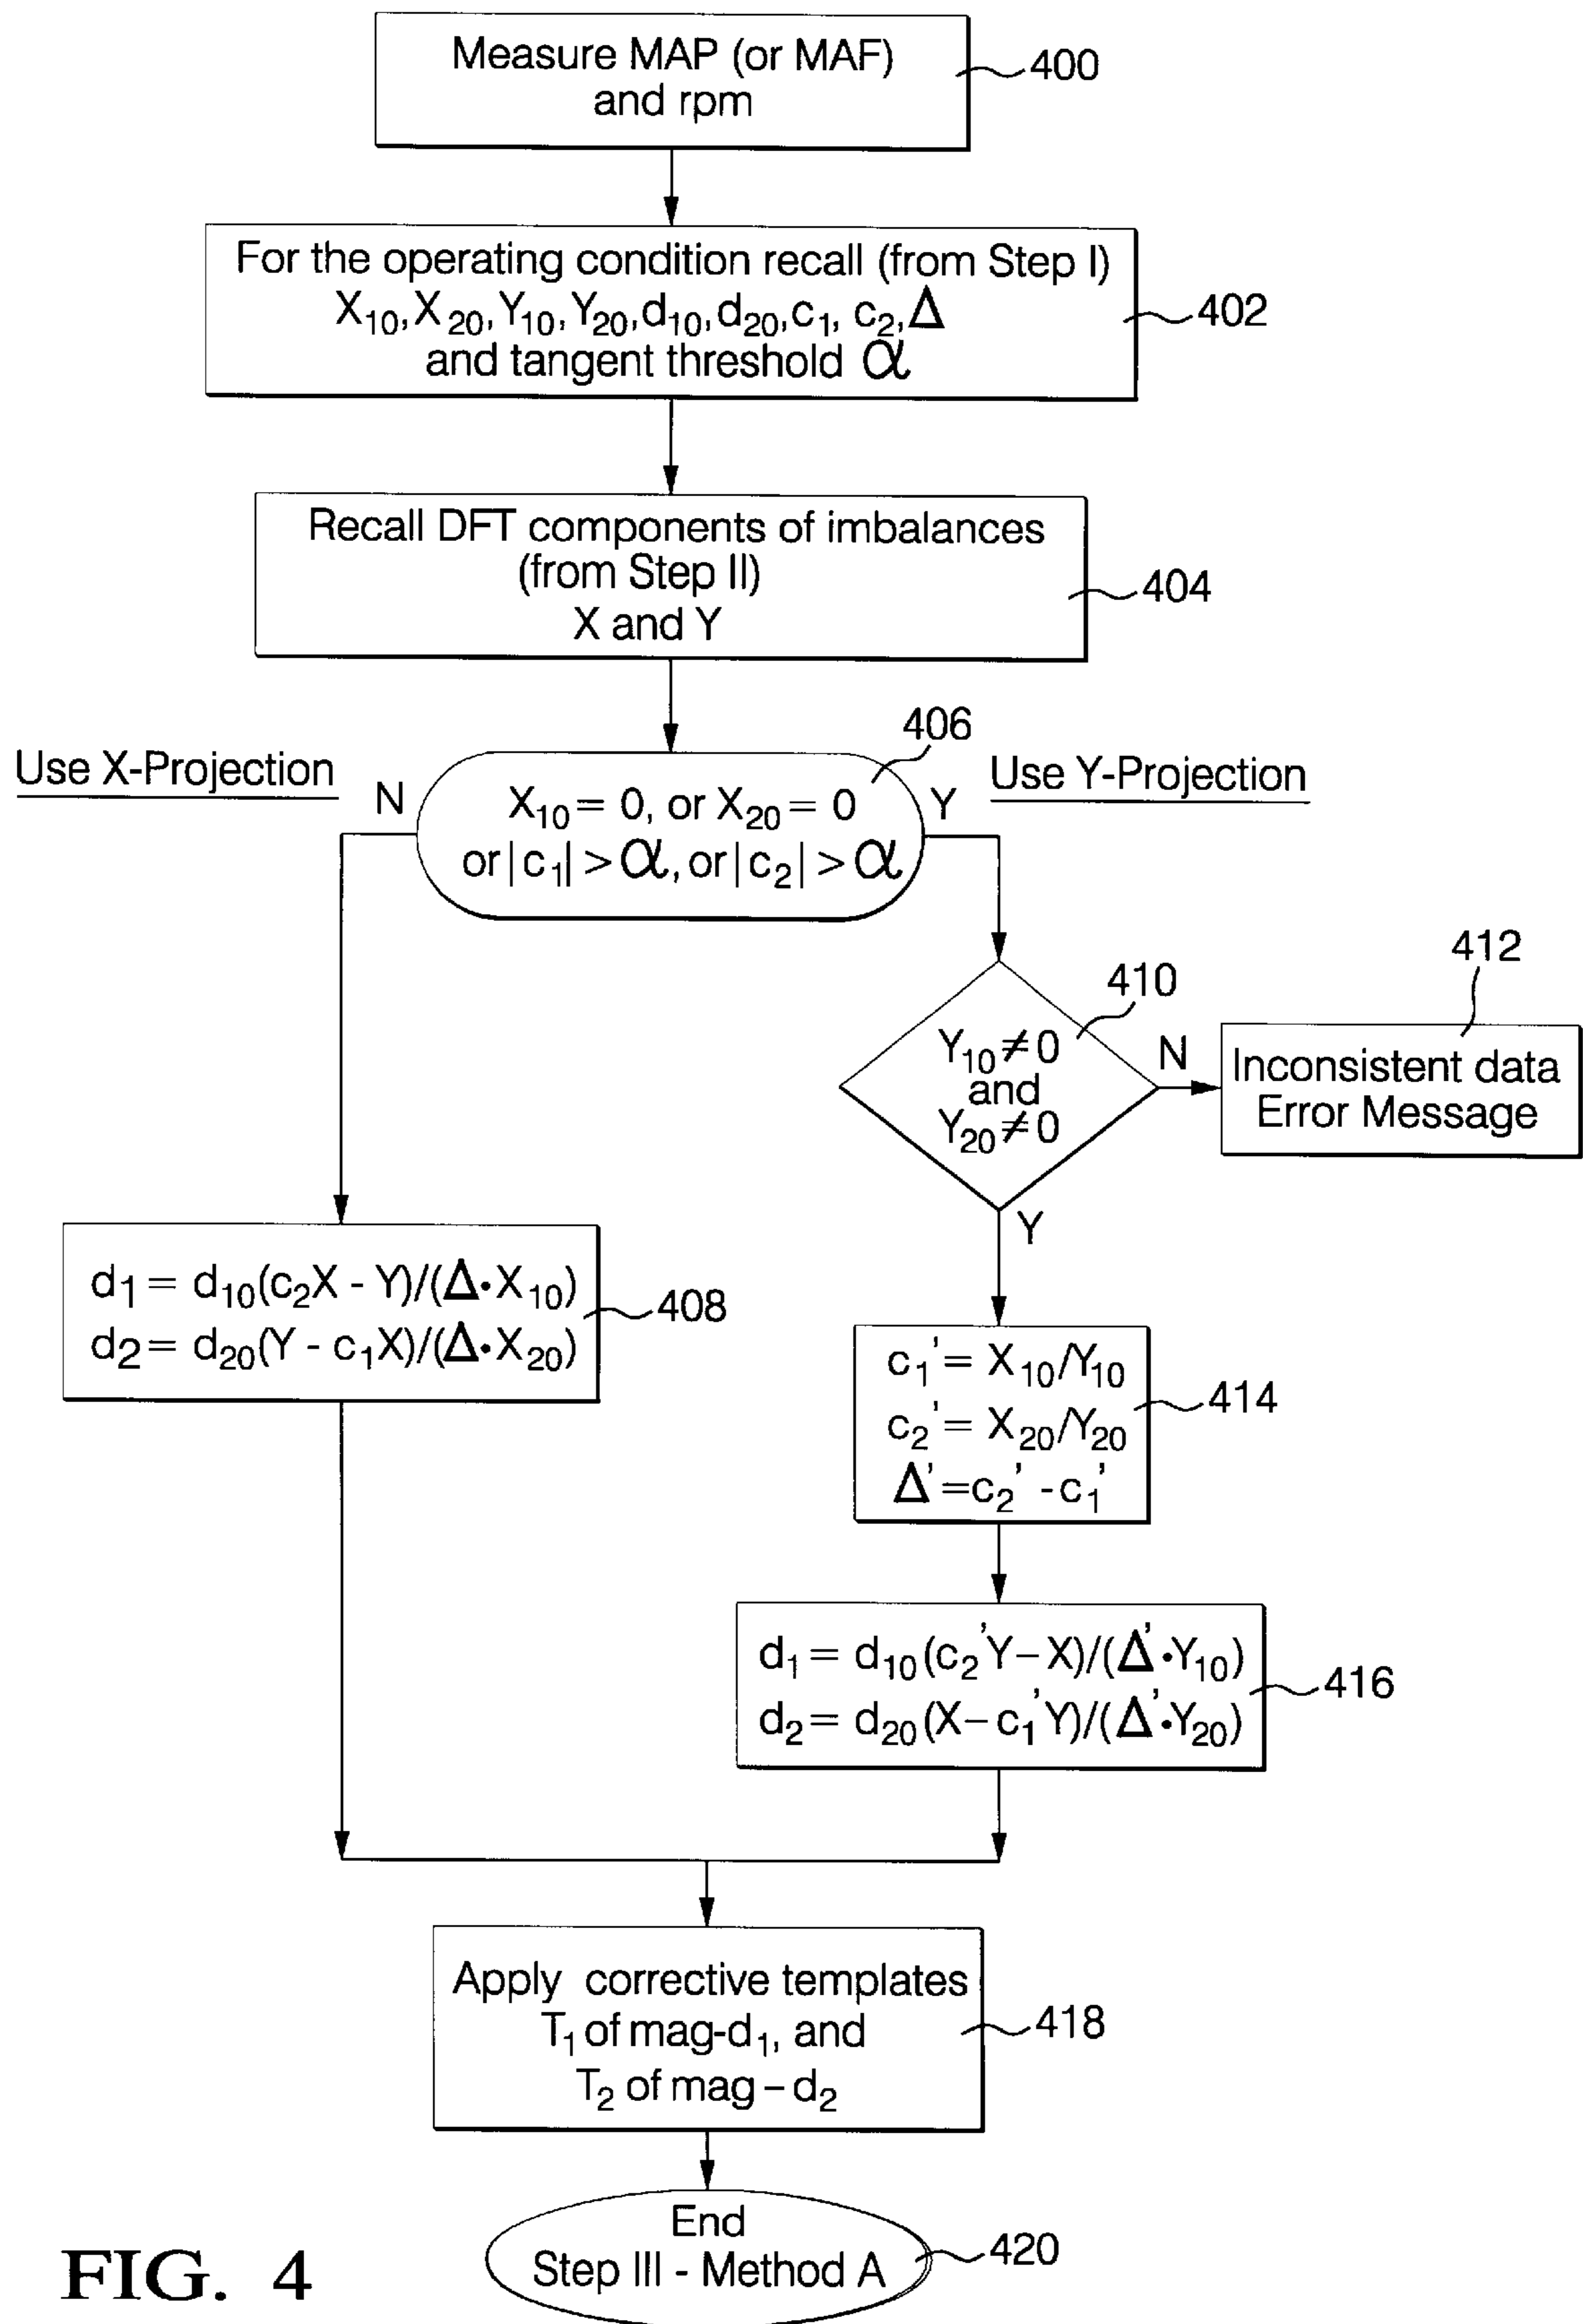 Measure MAP (or MAF)
and rpm
400
For the operating condition recall (from Step I)
X₁₀, X₂₀, Y₁₀, Y₂₀, d₁₀, d₂₀, c₁, c₂, Δ
and tangent threshold α
402
Recall DFT components of imbalances
(from Step II)
X and Y
404
406
Use X-Projection
N
X₁₀ = 0, or X₂₀ = 0
or |c₁| > α, or |c₂| > α
Y
Use Y-Projection
410
Y₁₀ ≠ 0
and
Y₂₀ ≠ 0
N
412
Inconsistent data
Error Message
Y
d₁ = d₁₀(c₂X - Y)/(Δ•X₁₀)
d₂ = d₂₀(Y - c₁X)/(Δ•X₂₀)
408
c₁' = X₁₀/Y₁₀
c₂' = X₂₀/Y₂₀
Δ' = c₂' - c₁'
414
d₁ = d₁₀(c₂'Y – X)/(Δ'•Y₁₀)
d₂ = d₂₀(X – c₁'Y)/(Δ'•Y₂₀)
416
Apply corrective templates
T₁ of mag-d₁, and
T₂ of mag – d₂
418
End
Step III - Method A
420
FIG. 4